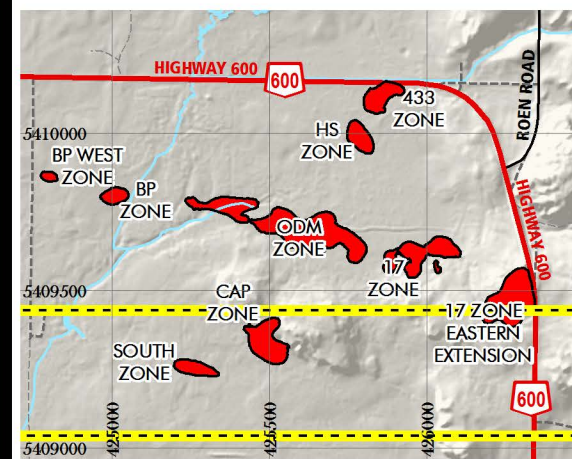 HIGHWAY 600
600
ROEN ROAD
433
ZONE
HS
ZONE
5410000
BP WEST
ZONE
BP
ZONE
HIGHWAY 600
ODM
ZONE
17
ZONE
5409500
CAP
ZONE
17 ZONE
EASTERN
EXTENSION
SOUTH
ZONE
600
425000
425500
426000
5409000